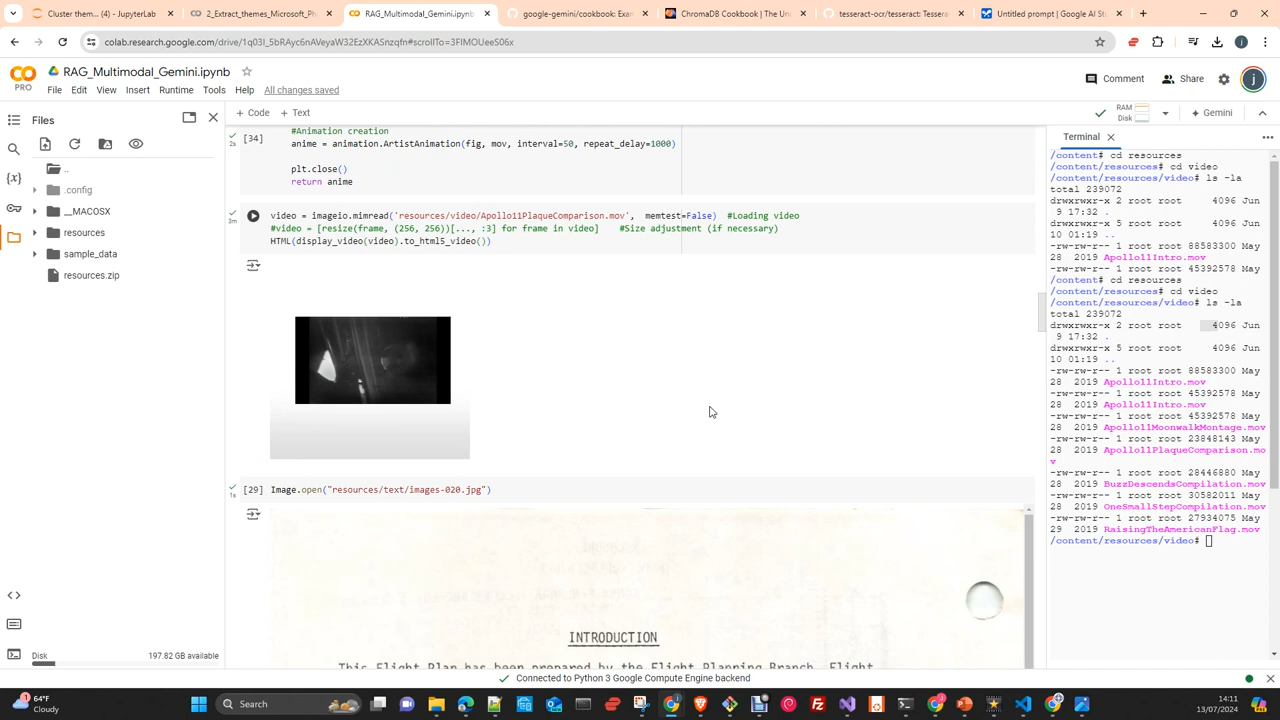 Cluster them... (4) - JupyterLab
2_Extract_themes_Microsoft_Ph
RAG_Multimodal_Gemini.ipynb
google-gemini/cookbook: Exam
ChromaDB Cookbook | The Un
tesseract-ocr/tesseract: Tessera
Untitled prompt | Google AI St
colab.research.google.com/drive/1q03l_5bRAyc6nAVeyaW32EzXKASnzqfn#scrollTo=3FIMOUeeS06x
RAG_Multimodal_Gemini.ipynb
Comment
Share
PRO
File Edit View Insert Runtime Tools Help All changes saved
Files
+ Code + Text
RAM
Disk
Gemini
..
.config
__MACOSX
resources
sample_data
resources.zip
Disk
197.82 GB available
[34]
2s
#Animation creation
anime = animation.ArtistAnimation(fig, mov, interval=50, repeat_delay=1000)
plt.close()
return anime
3m
video = imageio.mimread('resources/video/Apollo11PlaqueComparison.mov', memtest=False) #Loading video
#video = [resize(frame, (256, 256))[..., :3] for frame in video] #Size adjustment (if necessary)
HTML(display_video(video).to_html5_video())
[29] Image.open("resources/text/images-020.jpg")
1s
INTRODUCTION
This Flight Plan has been prepared by the Flight Planning Branch, Flight
Terminal
/content# cd resources
/content/resources# cd video
/content/resources/video# ls -la
total 239072
drwxrwxr-x 2 root root 4096 Jun
9 17:32 .
drwxrwxr-x 5 root root 4096 Jun
10 01:19 ..
-rw-rw-r-- 1 root root 88583300 May
28 2019 Apollo11Intro.mov
-rw-rw-r-- 1 root root 45392578 May
/content# cd resources
/content/resources# cd video
/content/resources/video# ls -la
total 239072
drwxrwxr-x 2 root root 4096 Jun
9 17:32 .
drwxrwxr-x 5 root root 4096 Jun
10 01:19 ..
-rw-rw-r-- 1 root root 88583300 May
28 2019 Apollo11Intro.mov
-rw-rw-r-- 1 root root 45392578 May
28 2019 Apollo11Intro.mov
-rw-rw-r-- 1 root root 45392578 May
28 2019 Apollo11MoonwalkMontage.mov
-rw-rw-r-- 1 root root 23848143 May
28 2019 Apollo11PlaqueComparison.mo
v
-rw-rw-r-- 1 root root 28446880 May
28 2019 BuzzDescendsCompilation.mov
-rw-rw-r-- 1 root root 30582011 May
28 2019 OneSmallStepCompilation.mov
-rw-rw-r-- 1 root root 27934075 May
29 2019 RaisingTheAmericanFlag.mov
/content/resources/video#
Connected to Python 3 Google Compute Engine backend
64°F
Cloudy
Search
14:11
13/07/2024